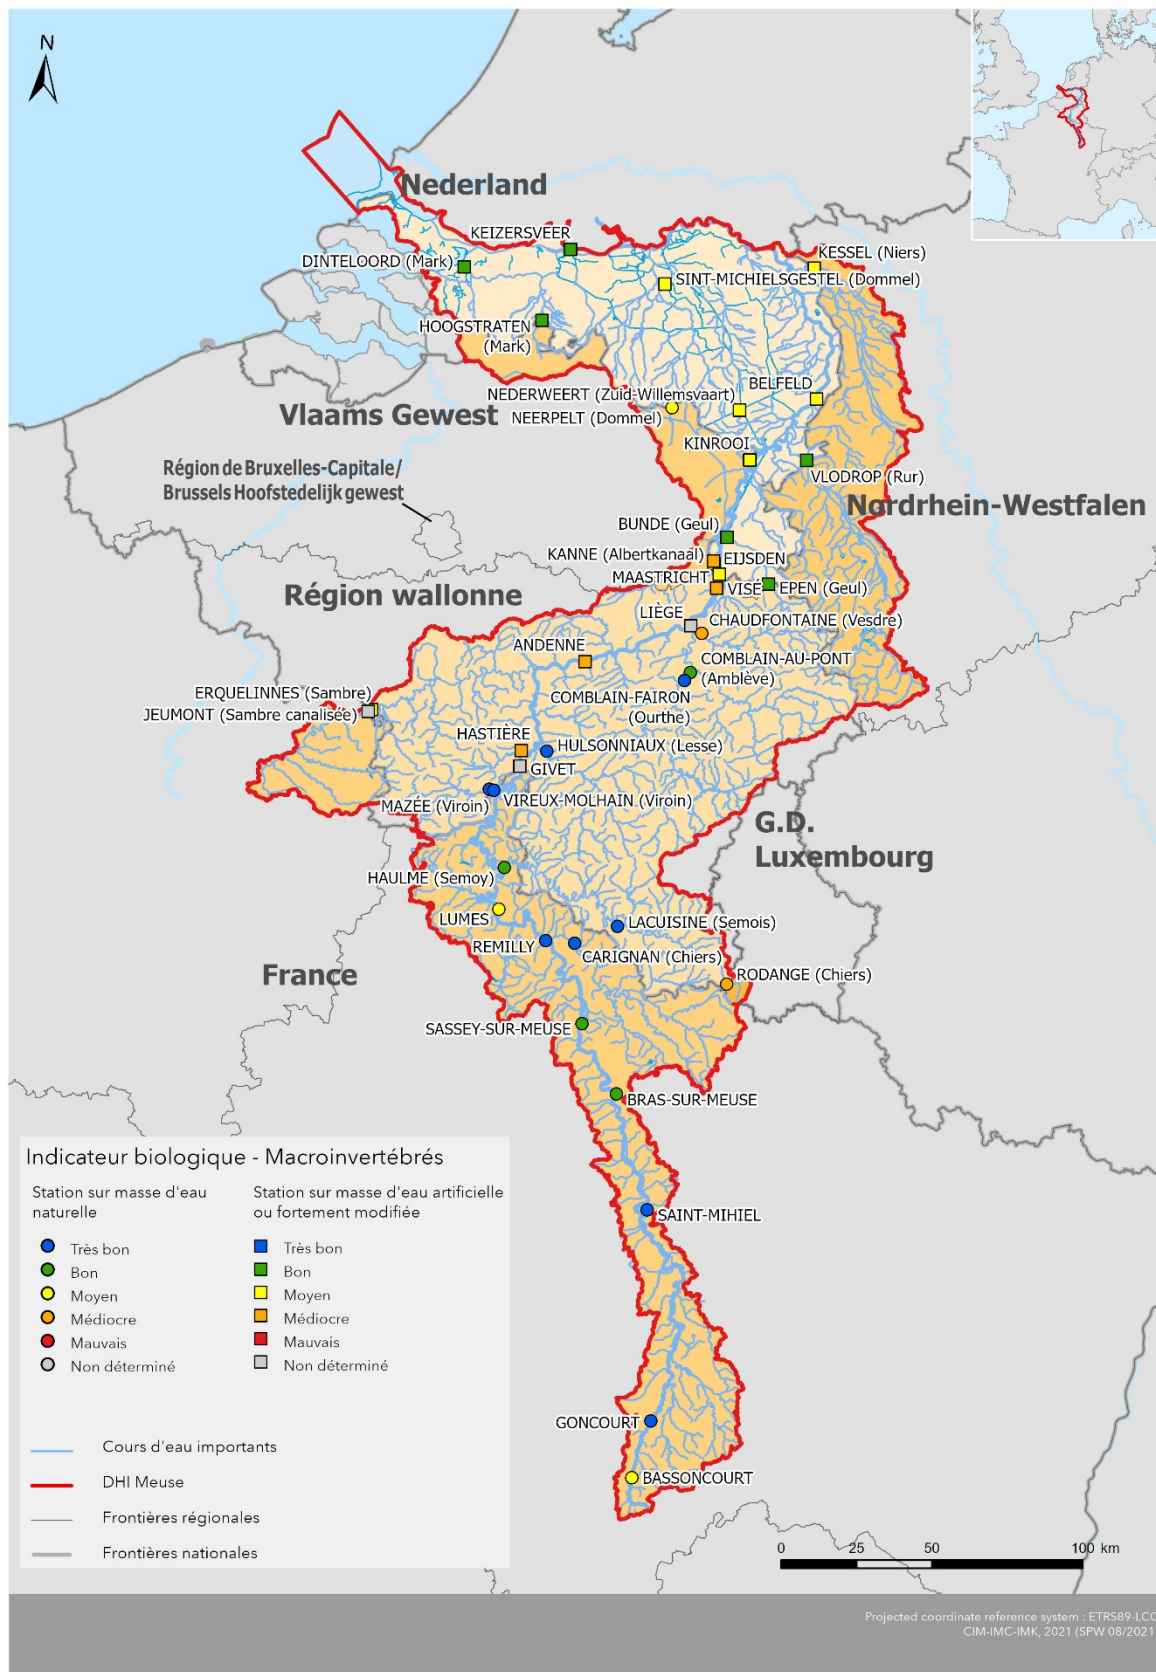 N
Nederland
KEIZERSVEER
DINTELOORD (Mark)
KESSEL (Niers)
SINT-MICHIELSGESTEL (Dommel)
HOOGSTRATEN
(Mark)
BELFELD
NEDERWEERT (Zuid-Willemsvaart)
NEERPELT (Dommel)
Vlaams Gewest
KINROOI
Région de Bruxelles-Capitale/
Brussels Hoofstedelijk gewest
VLODROP (Rur)
Nordrhein-Westfalen
BUNDE (Geul)
KANNE (Albertkanaal)
EIJSDEN
MAASTRICHT
VISÉ
EPEN (Geul)
Région wallonne
LIÈGE
CHAUDFONTAINE (Vesdre)
ANDENNE
COMBLAIN-AU-PONT
(Amblève)
COMBLAIN-FAIRON
(Ourthe)
ERQUELINNES (Sambre)
JEUMONT (Sambre canalisée)
HASTIÈRE
HULSONNIAUX (Lesse)
GIVET
MAZÉE (Viroin)
VIREUX-MOLHAIN (Viroin)
G.D.
Luxembourg
HAULME (Semoy)
LUMES
LACUISINE (Semois)
REMILLY
CARIGNAN (Chiers)
France
RODANGE (Chiers)
SASSEY-SUR-MEUSE
BRAS-SUR-MEUSE
SAINT-MIHIEL
GONCOURT
BASSONCOURT
Indicateur biologique - Macroinvertébrés
Station sur masse d'eau
naturelle
Très bon
Bon
Moyen
Médiocre
Mauvais
Non déterminé
Station sur masse d'eau artificielle
ou fortement modifiée
Très bon
Bon
Moyen
Médiocre
Mauvais
Non déterminé
Cours d'eau importants
DHI Meuse
Frontières régionales
Frontières nationales
0 25 50 100 km
Projected coordinate reference system : ETRS89-LCC
CIM-IMC-IMK, 2021 (SPW 08/2021)